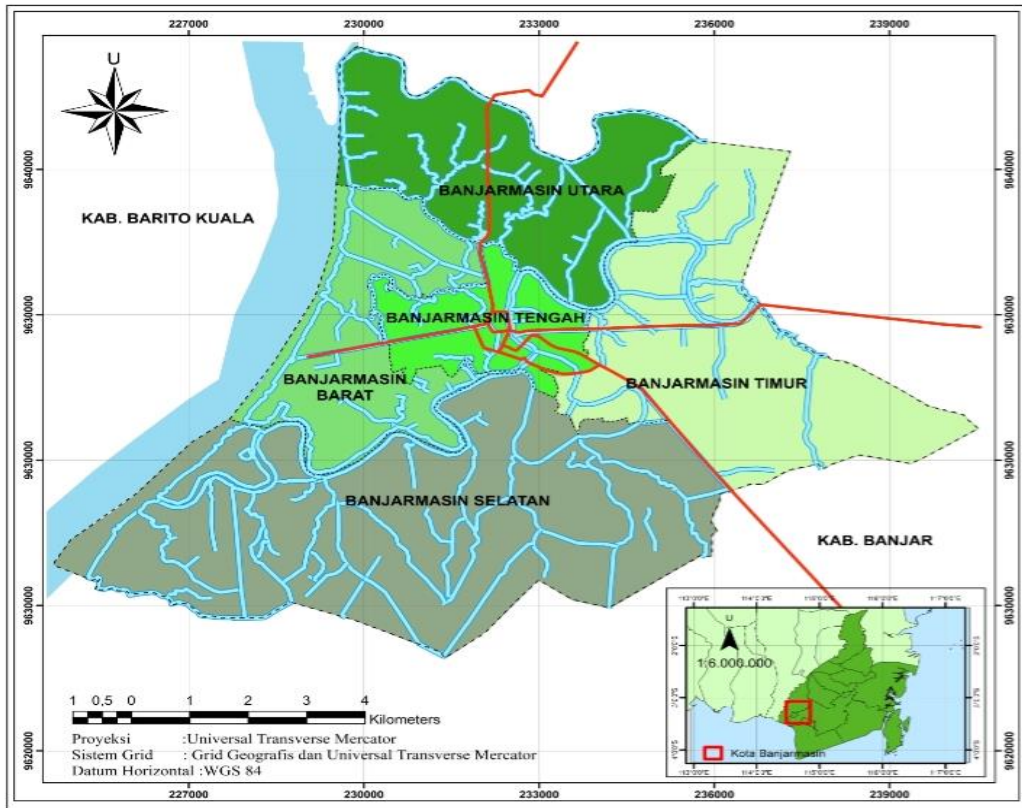 227000 230000 233000 236000 239000
U
9640000 9640000
KAB. BARITO KUALA
BANJARMASIN UTARA
9630000 9630000
BANJARMASIN TENGAH
BANJARMASIN
BARAT
BANJARMASIN TIMUR
9630000 9630000
BANJARMASIN SELATAN
KAB. BANJAR
9830000 9830000
U
1:6.000.000
Kota Banjarmasin
1 0,5 0 1 2 3 4
Kilometers
Proyeksi :Universal Transverse Mercator
Sistem Grid : Grid Geografis dan Universal Transverse Mercator
Datum Horizontal :WGS 84
9620000 9620000
227000 230000 233000 236000 239000